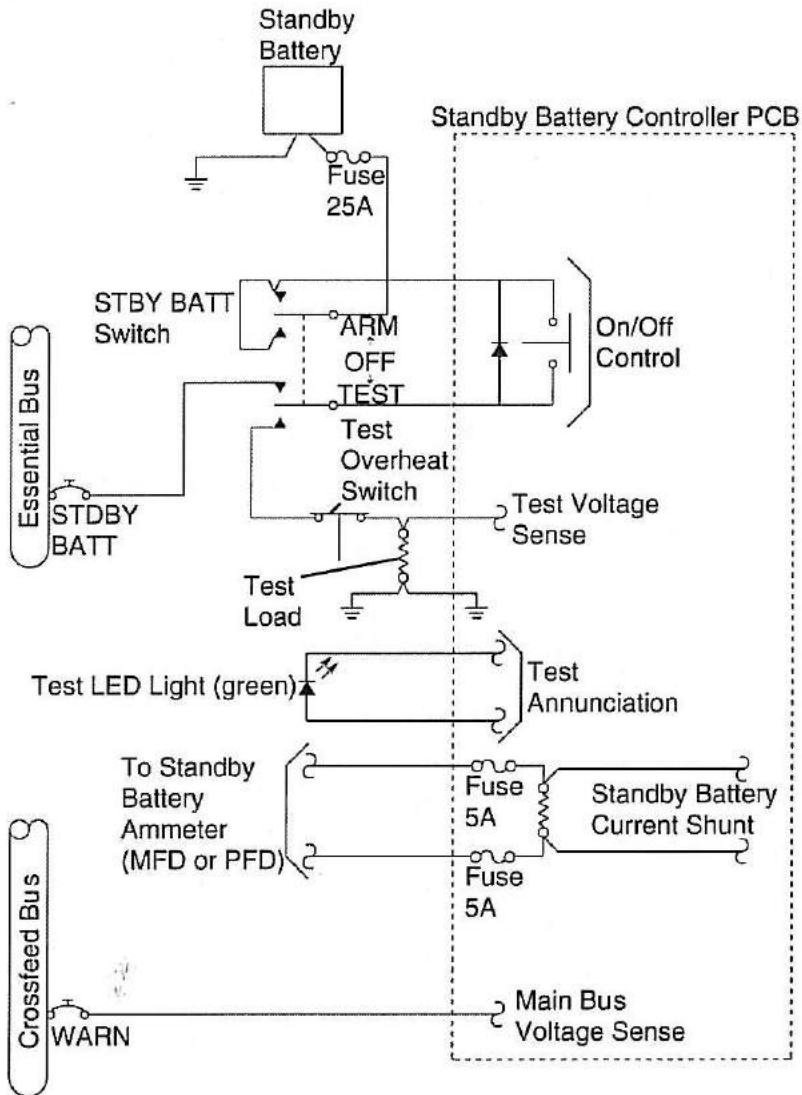 Standby
Battery
Standby Battery Controller PCB
Fuse
25A
STBY BATT
Switch
ARM
OFF
TEST
On/Off
Control
Essential Bus
STDBY
BATT
Test
Overheat
Switch
Test Voltage
Sense
Test
Load
Test LED Light (green)
Test
Annunciation
To Standby
Battery
Ammeter
(MFD or PFD)
Fuse
5A
Standby Battery
Current Shunt
Fuse
5A
Crossfeed Bus
WARN
Main Bus
Voltage Sense